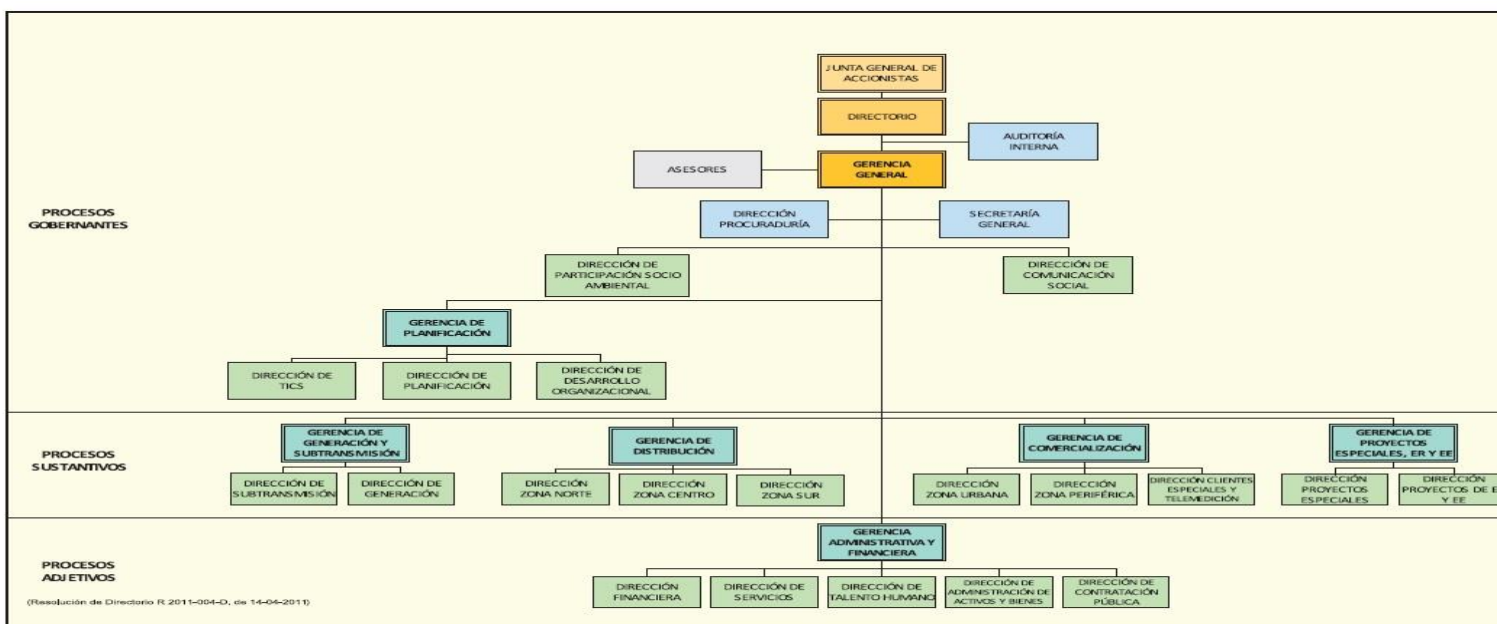 JUNTA GENERAL DE
ACCIONISTAS
DIRECTORIO
AUDITORÍA
INTERNA
ASESORES
GERENCIA
GENERAL
PROCESOS
GOBERNANTES
DIRECCIÓN
PROCURADURÍA
SECRETARÍA
GENERAL
DIRECCIÓN DE
PARTICIPACIÓN SOCIO
AMBIENTAL
DIRECCIÓN DE
COMUNICACIÓN
SOCIAL
GERENCIA DE
PLANIFICACIÓN
DIRECCIÓN DE
TICS
DIRECCIÓN DE
PLANIFICACIÓN
DIRECCIÓN DE
DESARROLLO
ORGANIZACIONAL
PROCESOS
SUSTANTIVOS
GERENCIA DE
GENERACIÓN Y
SUBTRANSMISIÓN
GERENCIA DE
DISTRIBUCIÓN
GERENCIA DE
COMERCIALIZACIÓN
GERENCIA DE
PROYECTOS
ESPECIALES, ER Y EE
DIRECCIÓN DE
SUBTRANSMISIÓN
DIRECCIÓN DE
GENERACIÓN
DIRECCIÓN
ZONA NORTE
DIRECCIÓN
ZONA CENTRO
DIRECCIÓN
ZONA SUR
DIRECCIÓN
ZONA URBANA
DIRECCIÓN
ZONA PERIFÉRICA
DIRECCIÓN CLIENTES
ESPECIALES Y
TELEMEDICIÓN
DIRECCIÓN
PROYECTOS
ESPECIALES
DIRECCIÓN
PROYECTOS DE E
Y EE
PROCESOS
ADJETIVOS
GERENCIA
ADMINISTRATIVA Y
FINANCIERA
DIRECCIÓN
FINANCIERA
DIRECCIÓN DE
SERVICIOS
DIRECCIÓN DE
TALENTO HUMANO
DIRECCIÓN DE
ADMINISTRACIÓN DE
ACTIVOS Y BIENES
DIRECCIÓN DE
CONTRATACIÓN
PÚBLICA
(Resolución de Directorio R 2011-004-D, de 14-04-2011)